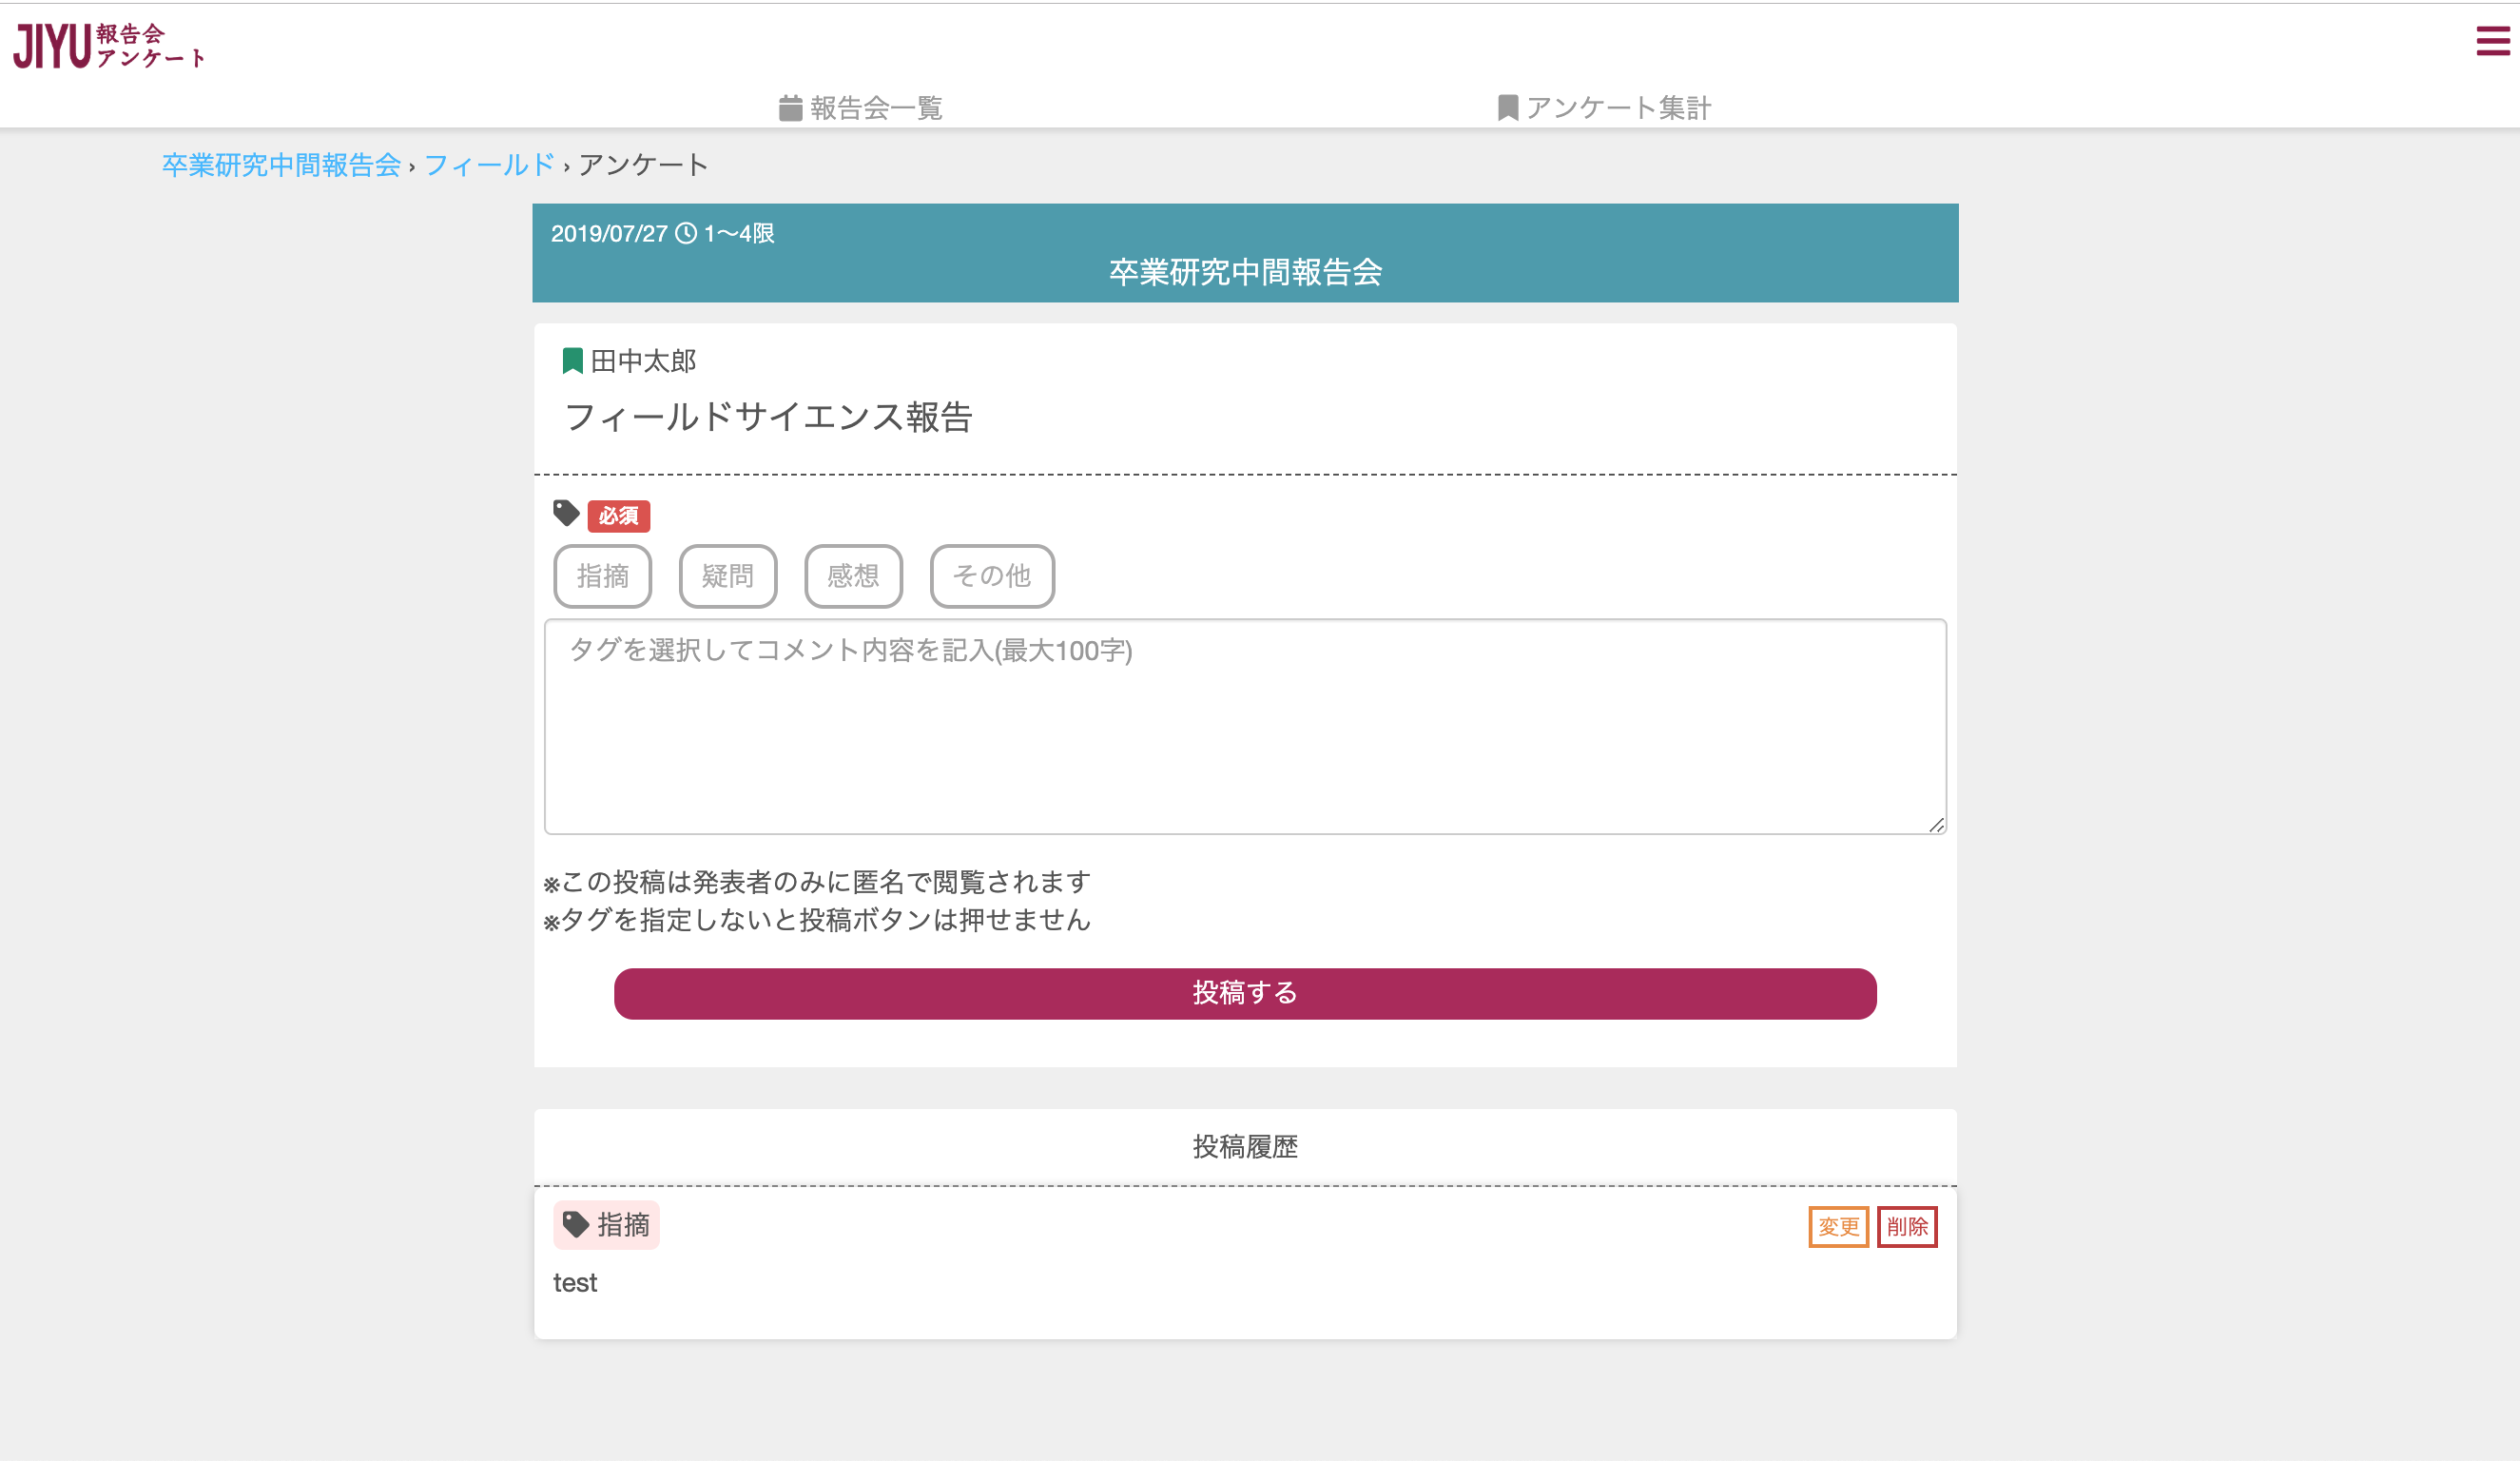 JIYU 報告会
アンケート
報告会一覧
アンケート集計
卒業研究中間報告会 › フィールド › アンケート
2019/07/27 1〜4限
卒業研究中間報告会
田中太郎
フィールドサイエンス報告
必須
指摘 疑問 感想 その他
タグを選択してコメント内容を記入(最大100字)
※この投稿は発表者のみに匿名で閲覧されます
※タグを指定しないと投稿ボタンは押せません
投稿する
投稿履歴
指摘
変更 削除
test